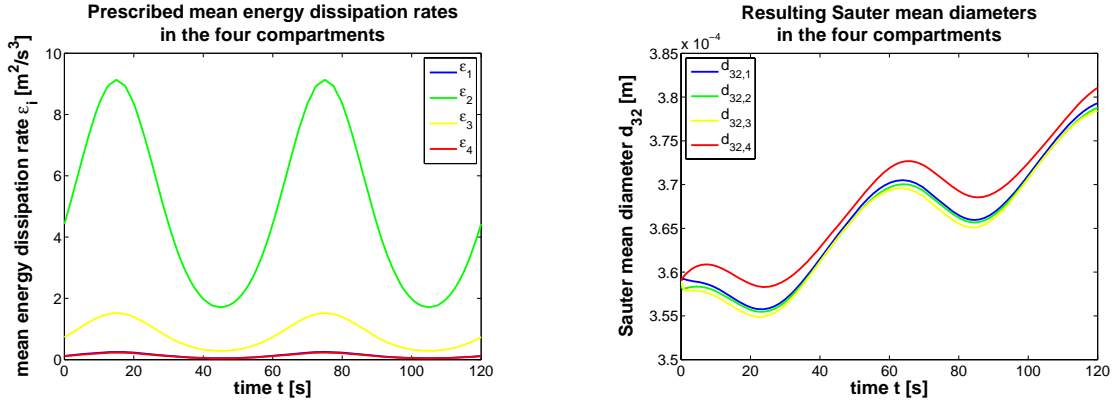 Prescribed mean energy dissipation rates
in the four compartments
mean energy dissipation rate ε_i [m^2/s^3]
10
8
6
4
2
0
ε_1
ε_2
ε_3
ε_4
0 20 40 60 80 100 120
time t [s]
Resulting Sauter mean diameters
in the four compartments
x 10^-4
Sauter mean diameter d_32 [m]
3.85
3.8
3.75
3.7
3.65
3.6
3.55
3.5
d_32,1
d_32,2
d_32,3
d_32,4
0 20 40 60 80 100 120
time t [s]